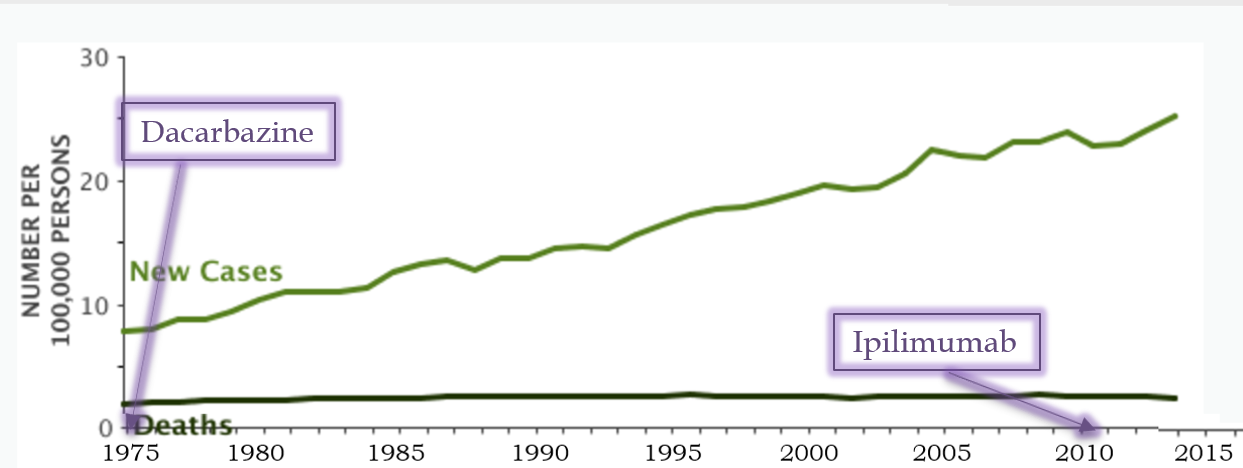 30
Dacarbazine
20
NUMBER PER
100,000 PERSONS
New Cases
10
Ipilimumab
0
Deaths
1975 1980 1985 1990 1995 2000 2005 2010 2015